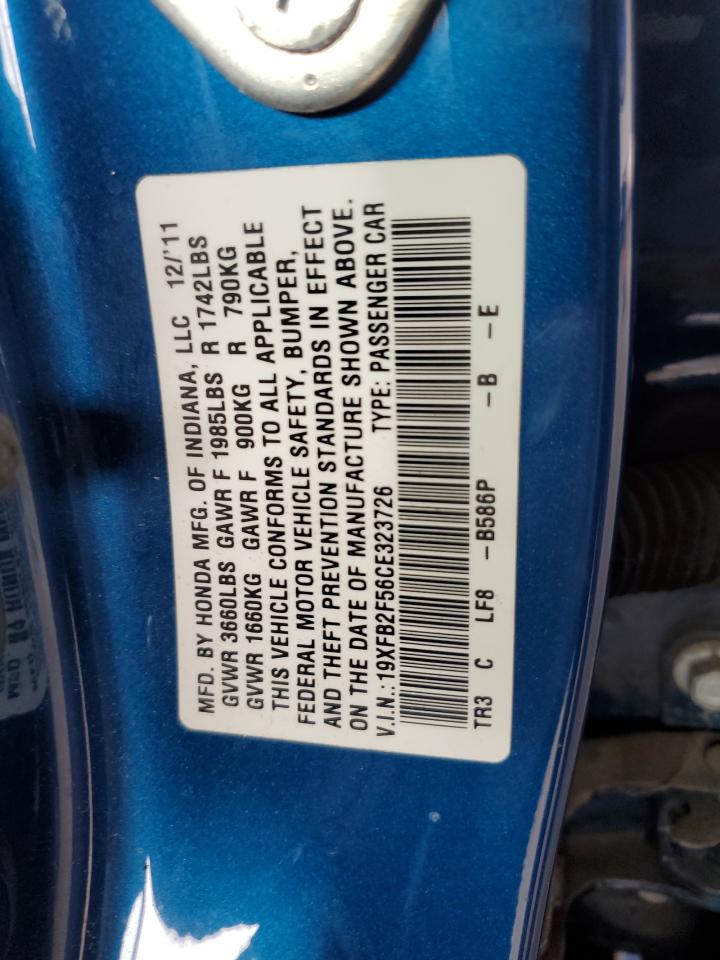 MFD. BY HONDA MFG. OF INDIANA, LLC 12/'11
GVWR 3660LBS GAWR F 1985LBS R 1742LBS
GVWR 1660KG GAWR F 900KG R 790KG
THIS VEHICLE CONFORMS TO ALL APPLICABLE
FEDERAL MOTOR VEHICLE SAFETY, BUMPER,
AND THEFT PREVENTION STANDARDS IN EFFECT
ON THE DATE OF MANUFACTURE SHOWN ABOVE.
V.I.N.: 19XFB2F56CE323726 TYPE: PASSENGER CAR
TR3 C LF8 -B586P -B -E